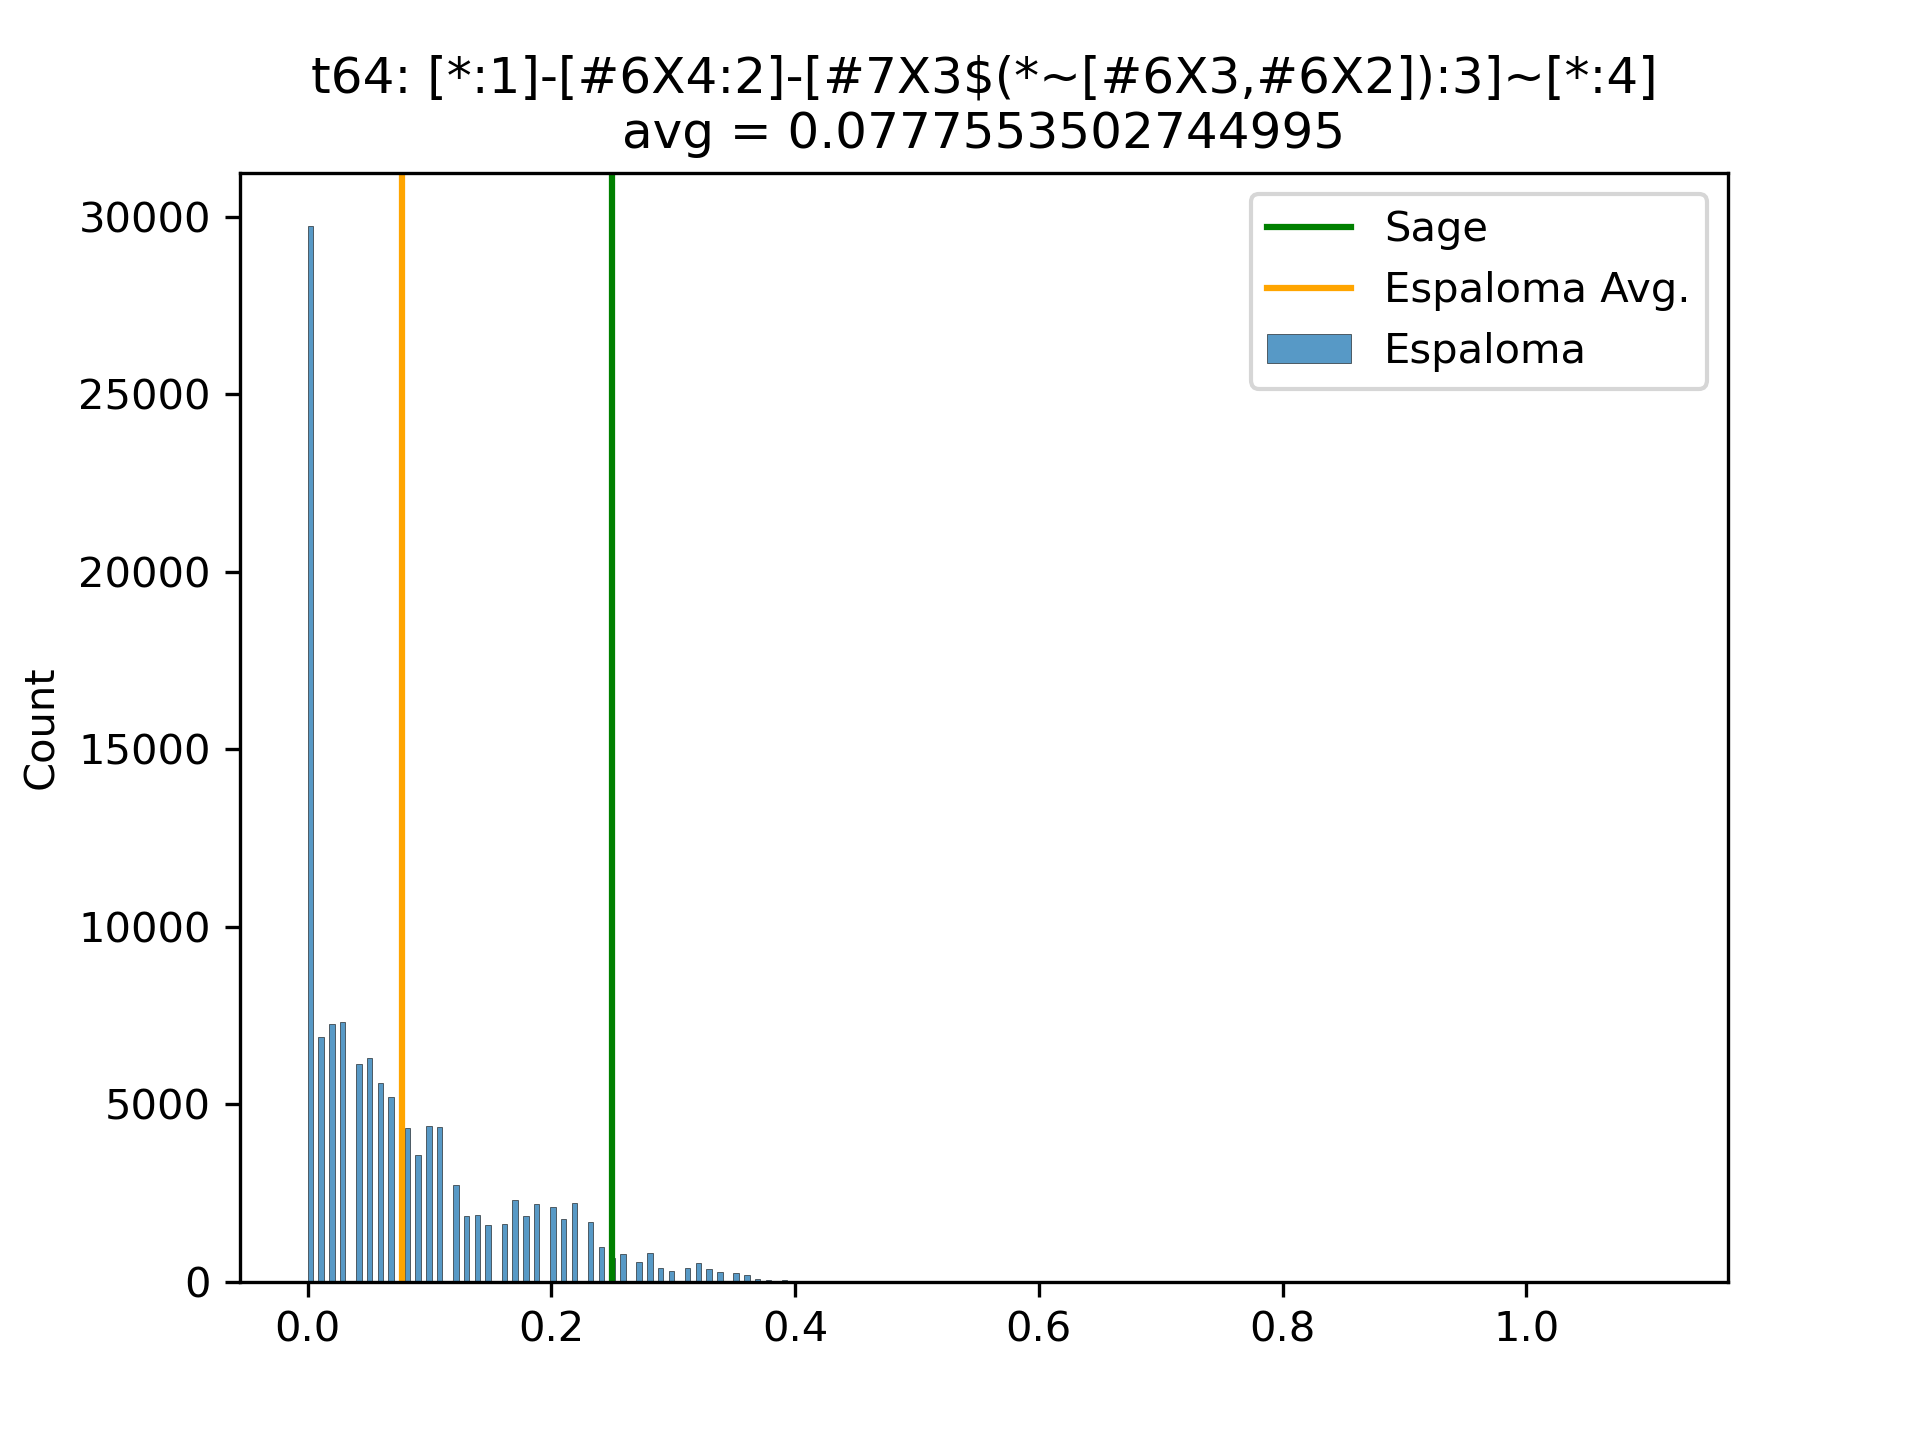 t64: [*:1]-[#6X4:2]-[#7X3$(*~[#6X3,#6X2]):3]~[*:4]
avg = 0.0777553502744995
Sage
Espaloma Avg.
Espaloma
30000
25000
20000
15000
10000
5000
0
Count
0.0 0.2 0.4 0.6 0.8 1.0